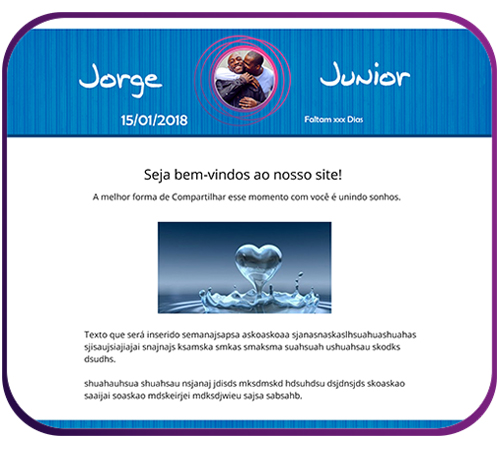 Jorge
Junior
15/01/2018
Faltam xxx Dias
Seja bem-vindos ao nosso site!
A melhor forma de Compartilhar esse momento com você é unindo sonhos.
Texto que será inserido semanajsapsa askoaskoaa sjanasnaskaslhsuahuashuahas
sjisaujsiajiajai snajnajs ksamska smkas smaksma suahsuah ushuahsau skodks
dsudhs.
shuahauhsua shuahsau nsjanaj jdisds mksdmskd hdsuhdsu dsjdnsjds skoaskao
saaijai soaskao mdskeirjei mdksdjwieu sajsa sabsahb.